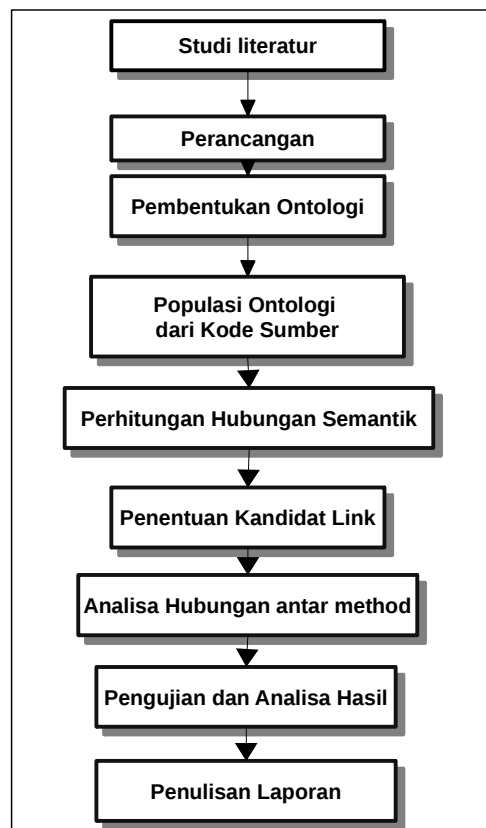 Studi literatur
Perancangan
Pembentukan Ontologi
Populasi Ontologi
dari Kode Sumber
Perhitungan Hubungan Semantik
Penentuan Kandidat Link
Analisa Hubungan antar method
Pengujian dan Analisa Hasil
Penulisan Laporan